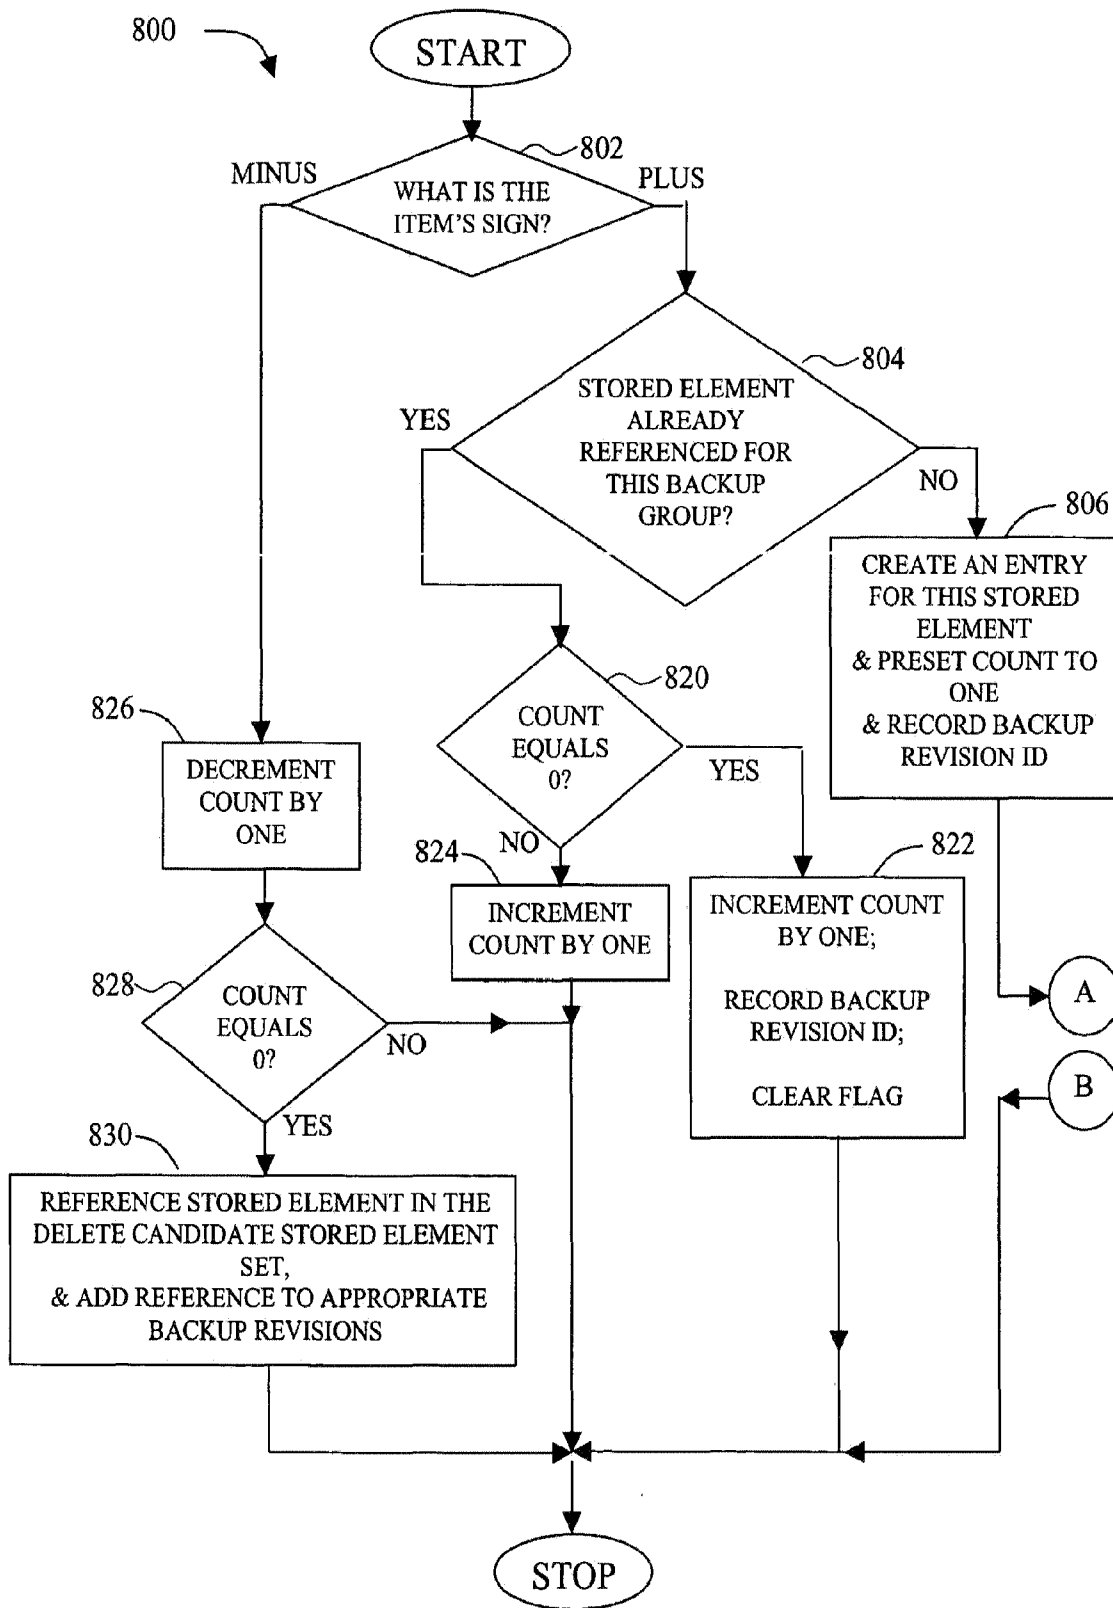 800
START
802
MINUS
PLUS
WHAT IS THE
ITEM'S SIGN?
804
STORED ELEMENT
ALREADY
REFERENCED FOR
THIS BACKUP
GROUP?
YES
NO
806
CREATE AN ENTRY
FOR THIS STORED
ELEMENT
& PRESET COUNT TO
ONE
& RECORD BACKUP
REVISION ID
820
COUNT
EQUALS
0?
YES
NO
826
DECREMENT
COUNT BY
ONE
824
INCREMENT
COUNT BY ONE
822
INCREMENT COUNT
BY ONE;
RECORD BACKUP
REVISION ID;
CLEAR FLAG
A
B
828
COUNT
EQUALS
0?
NO
YES
830
REFERENCE STORED ELEMENT IN THE
DELETE CANDIDATE STORED ELEMENT
SET,
& ADD REFERENCE TO APPROPRIATE
BACKUP REVISIONS
STOP